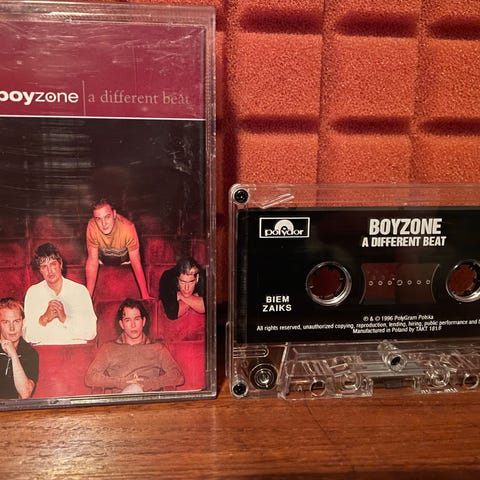 boyzone | a different beat
polydor
BOYZONE
A DIFFERENT BEAT
BIEM
ZAIKS
℗ & © 1996 PolyGram Polska
All rights reserved, unauthorized copying, reproduction, lending, hiring, public performance and
Manufactured in Poland by TAKT